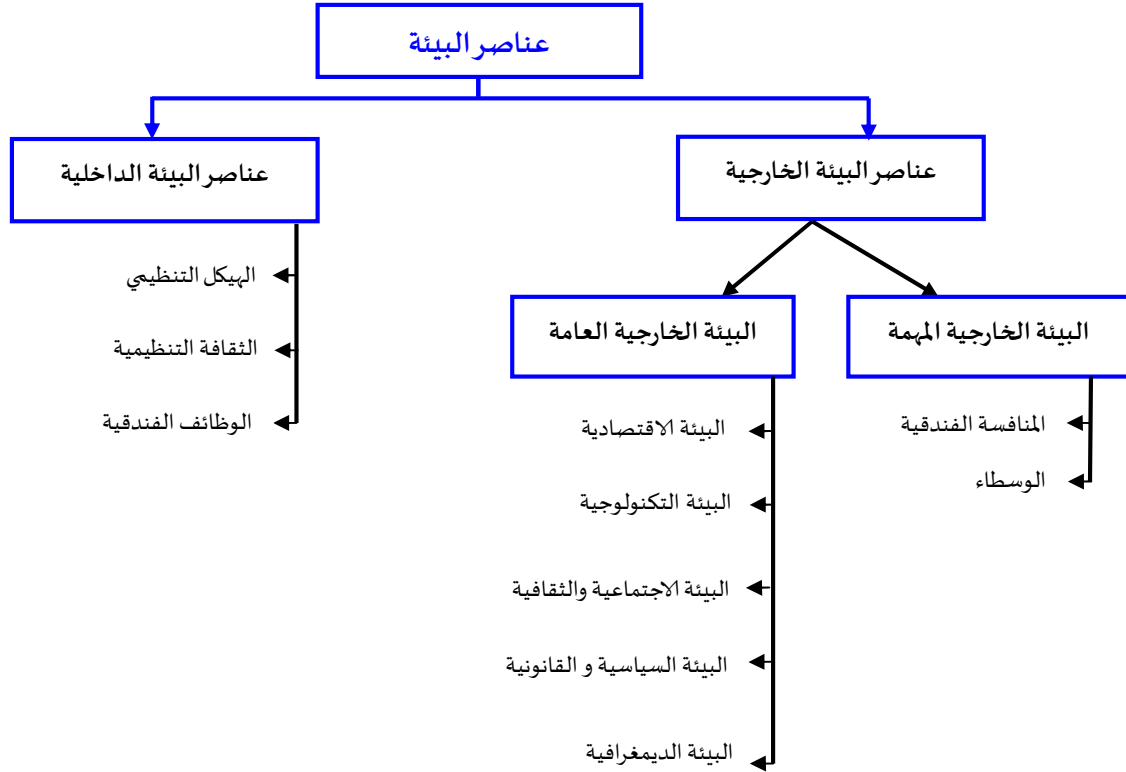 عناصر البيئة
عناصر البيئة الخارجية
عناصر البيئة الداخلية
البيئة الخارجية المهمة
البيئة الخارجية العامة
المنافسة الفندقية
الوسطاء
البيئة الاقتصادية
البيئة التكنولوجية
البيئة الاجتماعية والثقافية
البيئة السياسية و القانونية
البيئة الديمغرافية
الهيكل التنظيمي
الثقافة التنظيمية
الوظائف الفندقية